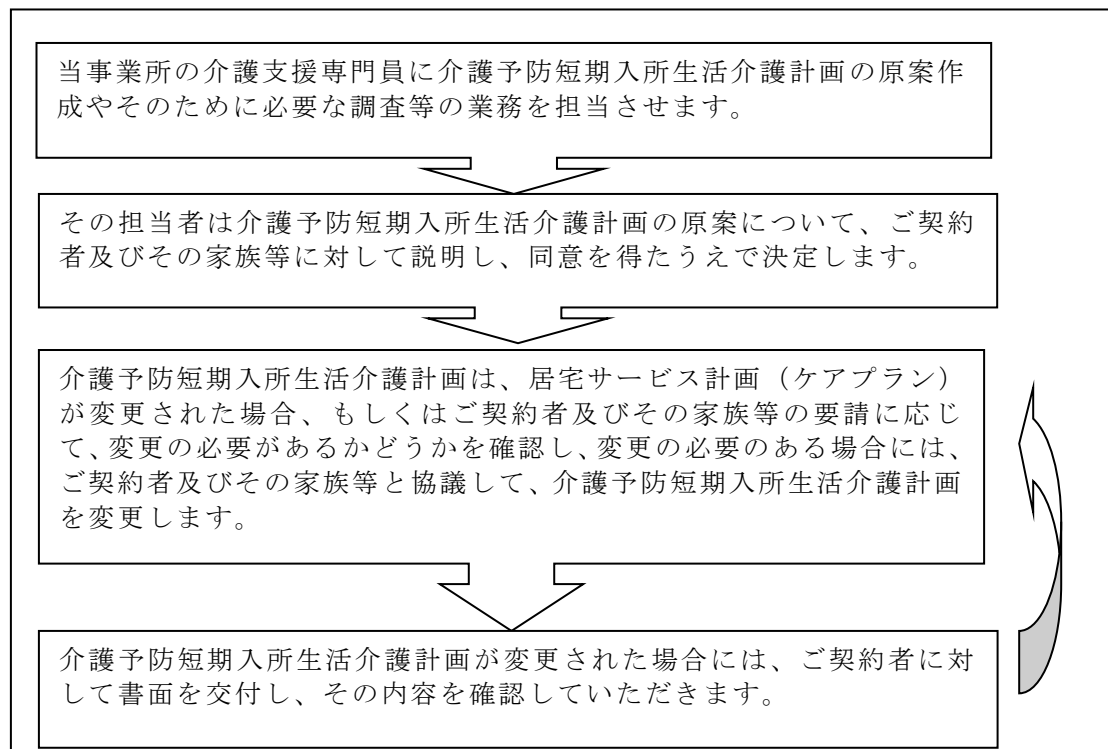 当事業所の介護支援専門員に介護予防短期入所生活介護計画の原案作
成やそのために必要な調査等の業務を担当させます。
その担当者は介護予防短期入所生活介護計画の原案について、ご契約
者及びその家族等に対して説明し、同意を得たうえで決定します。
介護予防短期入所生活介護計画は、居宅サービス計画（ケアプラン）
が変更された場合、もしくはご契約者及びその家族等の要請に応じ
て、変更の必要があるかどうかを確認し、変更の必要のある場合には、
ご契約者及びその家族等と協議して、介護予防短期入所生活介護計画
を変更します。
介護予防短期入所生活介護計画が変更された場合には、ご契約者に対
して書面を交付し、その内容を確認していただきます。